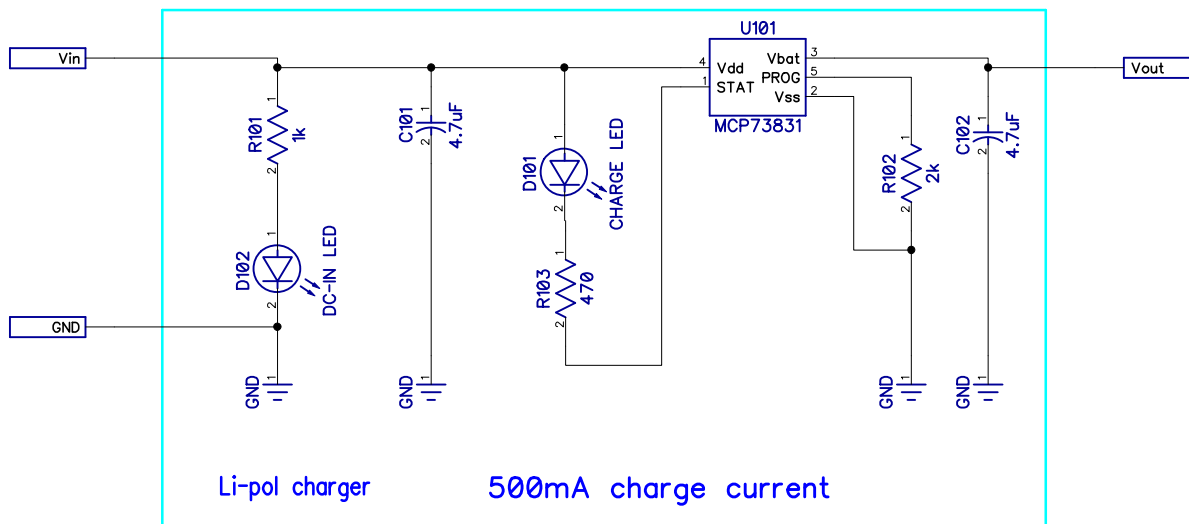 U101
Vin
4
Vdd
Vbat
3
Vout
1
STAT
PROG
5
Vss
2
MCP73831
1
R101
1k
2
1
C101
4.7uF
2
1
D101
CHARGE LED
2
1
R102
2k
2
1
C102
4.7uF
2
1
D102
DC-IN LED
2
1
R103
470
2
GND
GND
1
GND
1
GND
1
GND
1
Li-pol charger
500mA charge current